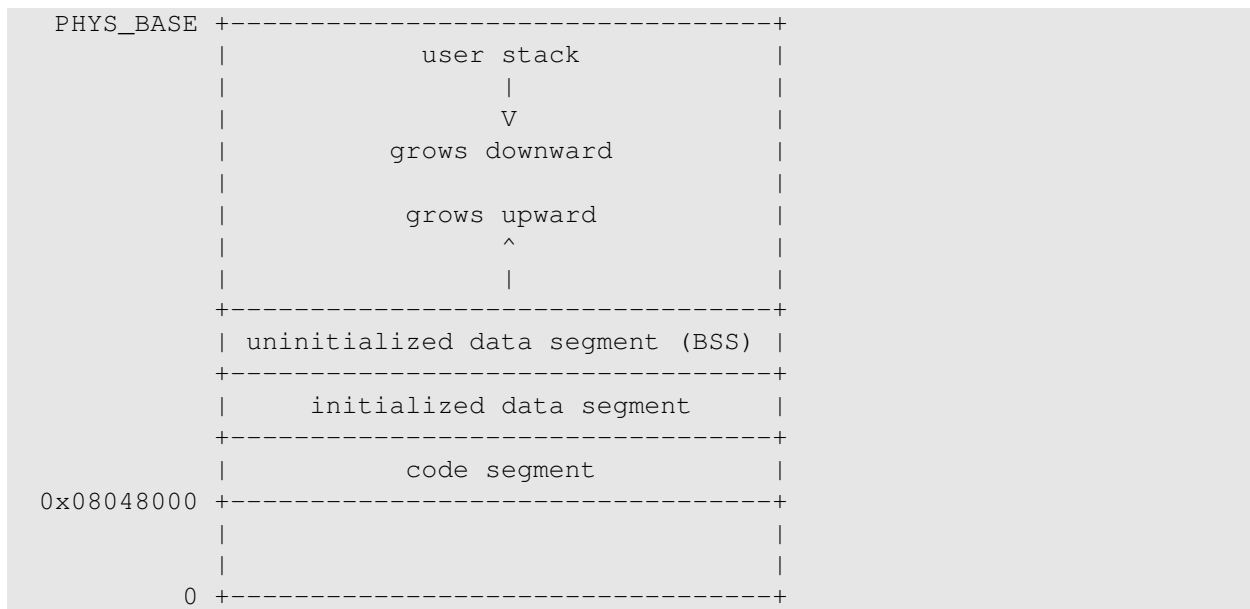 PHYS_BASE +----------------------------------+
|            user stack            |
|                 |                |
|                 V                |
|          grows downward          |
|                                  |
|           grows upward           |
|                 ^                |
|                 |                |
+----------------------------------+
| uninitialized data segment (BSS) |
+----------------------------------+
|     initialized data segment     |
+----------------------------------+
|           code segment           |
0x08048000 +----------------------------------+
|                                  |
|                                  |
0 +----------------------------------+